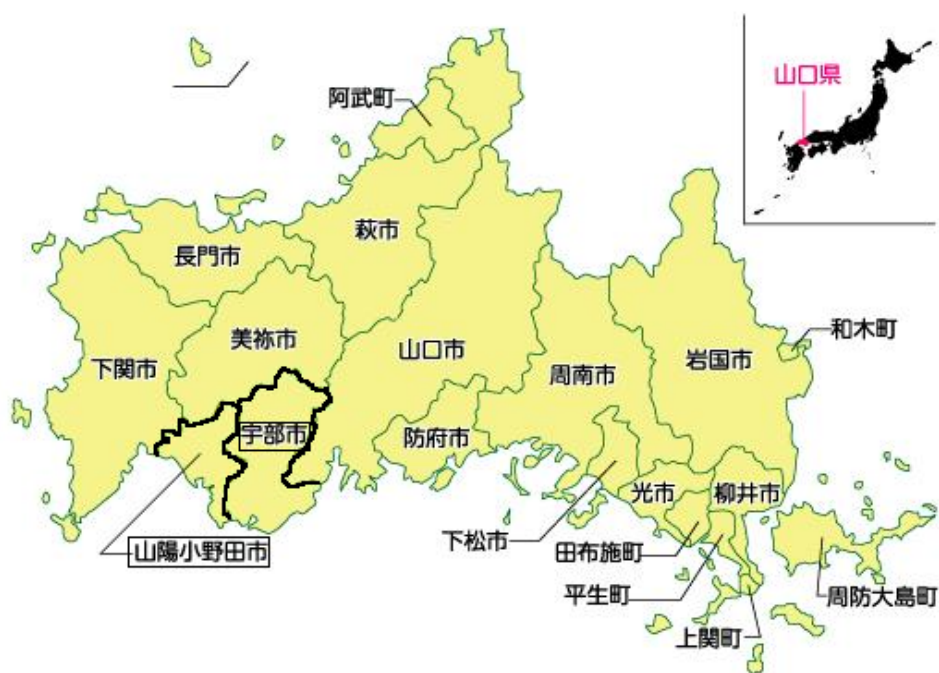 山口県
阿武町
萩市
長門市
美祢市
山口市
和木町
岩国市
下関市
周南市
宇部市
防府市
光市
柳井市
下松市
田布施町
山陽小野田市
平生町
周防大島町
上関町